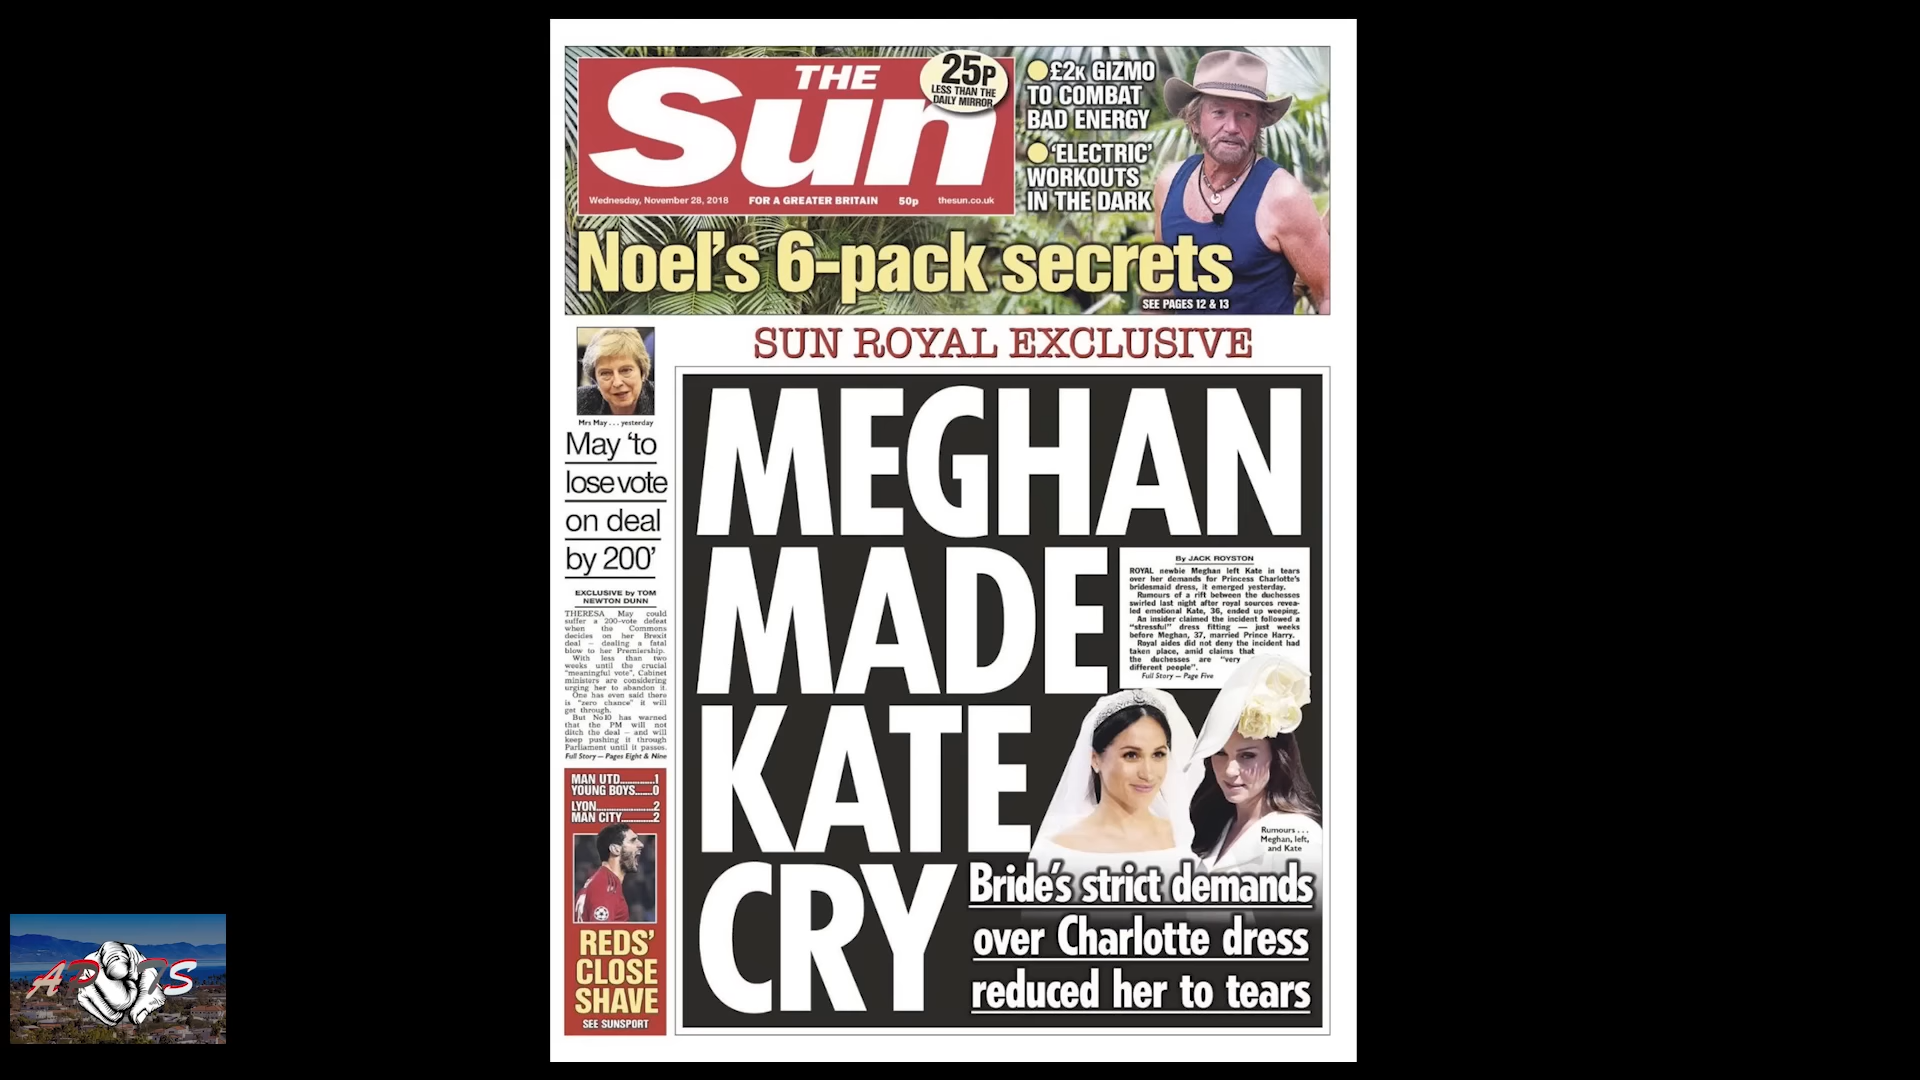 THE
Sun
25P
LESS THAN THE
DAILY MIRROR
Wednesday, November 28, 2018 FOR A GREATER BRITAIN 50p thesun.co.uk
£2K GIZMO
TO COMBAT
BAD ENERGY
‘ELECTRIC’
WORKOUTS
IN THE DARK
Noel’s 6-pack secrets
SEE PAGES 12 & 13
SUN ROYAL EXCLUSIVE
Mrs May . . . yesterday
May ‘to
lose vote
on deal
by 200’
EXCLUSIVE by TOM
NEWTON DUNN
THERESA May could
suffer a 200-vote defeat
when the Commons
decides on her Brexit
deal — dealing a fatal
blow to her Premiership.
With less than two
weeks until the crucial
“meaningful vote”, Cabinet
ministers are considering
urging her to abandon it.
One has even said there
is “zero chance” it will
get through.
But No10 has warned
that the PM will not
ditch the deal — and will
keep pushing it through
Parliament until it passes.
Full Story — Pages Eight & Nine
MAN UTD..............1
YOUNG BOYS......0
LYON......................2
MAN CITY.............2
REDS’
CLOSE
SHAVE
SEE SUNSPORT
MEGHAN
MADE
KATE
CRY
By JACK ROYSTON
ROYAL newbie Meghan left Kate in tears
over her demands for Princess Charlotte’s
bridesmaid dress, it emerged yesterday.
Rumours of a rift between the duchesses
swirled last night after royal sources revea-
led emotional Kate, 36, ended up weeping.
An insider claimed the incident followed a
“stressful” dress fitting — just weeks
before Meghan, 37, married Prince Harry.
Royal aides did not deny the incident had
taken place, amid claims that
the duchesses are “very
different people”.
Full Story — Page Five
Rumours . . .
Meghan, left,
and Kate
Bride’s strict demands
over Charlotte dress
reduced her to tears